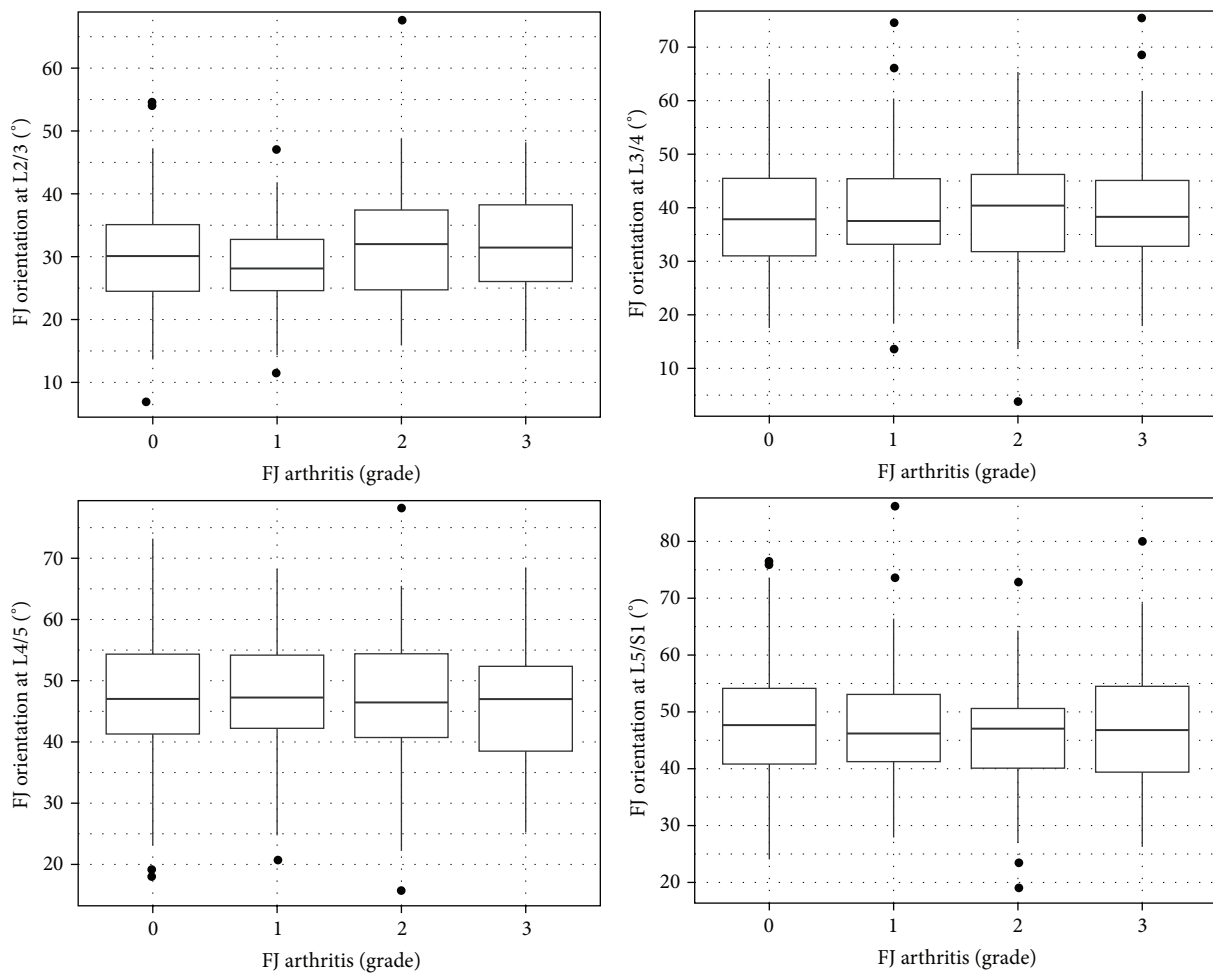 FJ orientation at L2/3 (°)
60
50
40
30
20
10
0 1 2 3
FJ arthritis (grade)
FJ orientation at L3/4 (°)
70
60
50
40
30
20
10
0 1 2 3
FJ arthritis (grade)
FJ orientation at L4/5 (°)
70
60
50
40
30
20
0 1 2 3
FJ arthritis (grade)
FJ orientation at L5/S1 (°)
80
70
60
50
40
30
20
0 1 2 3
FJ arthritis (grade)